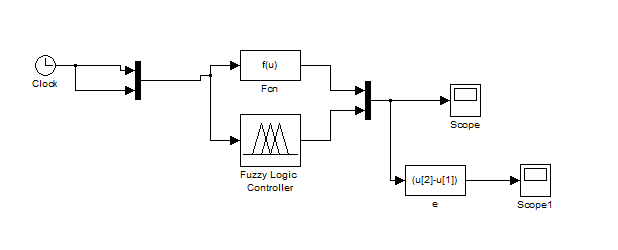 Clock
f(u)
Fcn
Fuzzy Logic
Controller
Scope
(u[2]-u[1])
e
Scope1